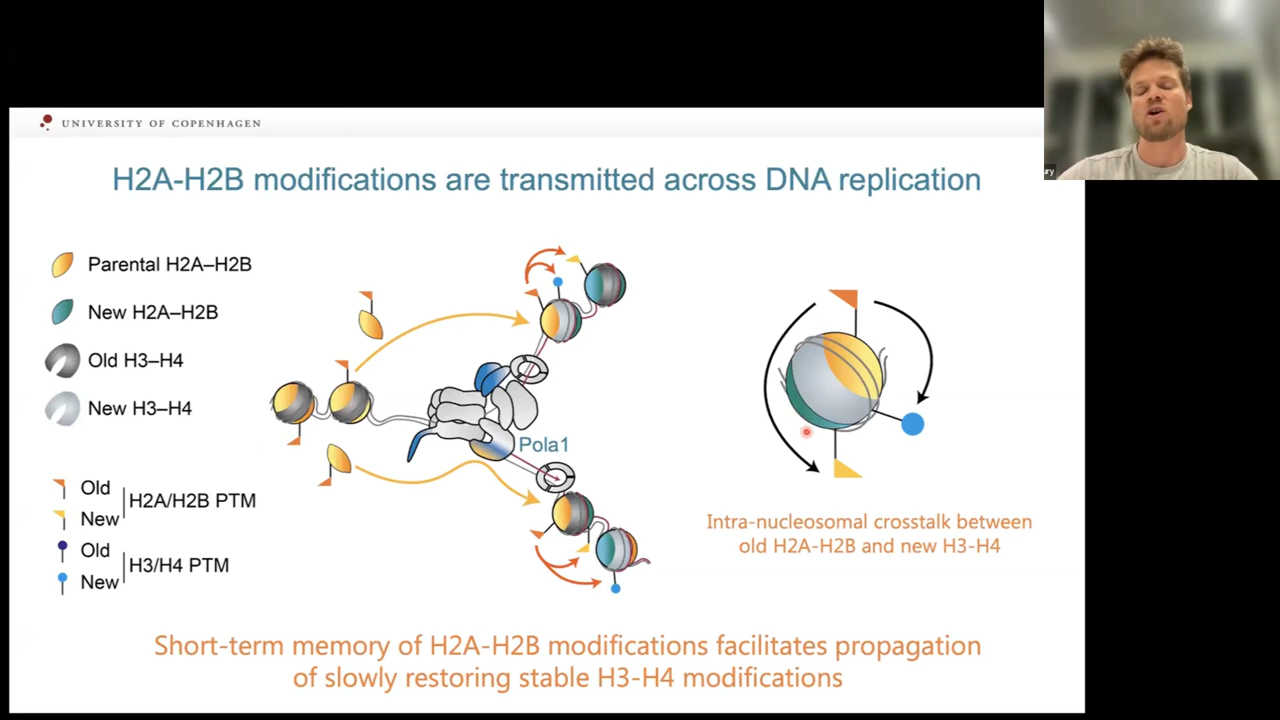 UNIVERSITY OF COPENHAGEN
H2A-H2B modifications are transmitted across DNA replication
Parental H2A–H2B
New H2A–H2B
Old H3–H4
New H3–H4
Old
New
H2A/H2B PTM
Old
New
H3/H4 PTM
Pola1
Intra-nucleosomal crosstalk between
old H2A-H2B and new H3-H4
Short-term memory of H2A-H2B modifications facilitates propagation
of slowly restoring stable H3-H4 modifications